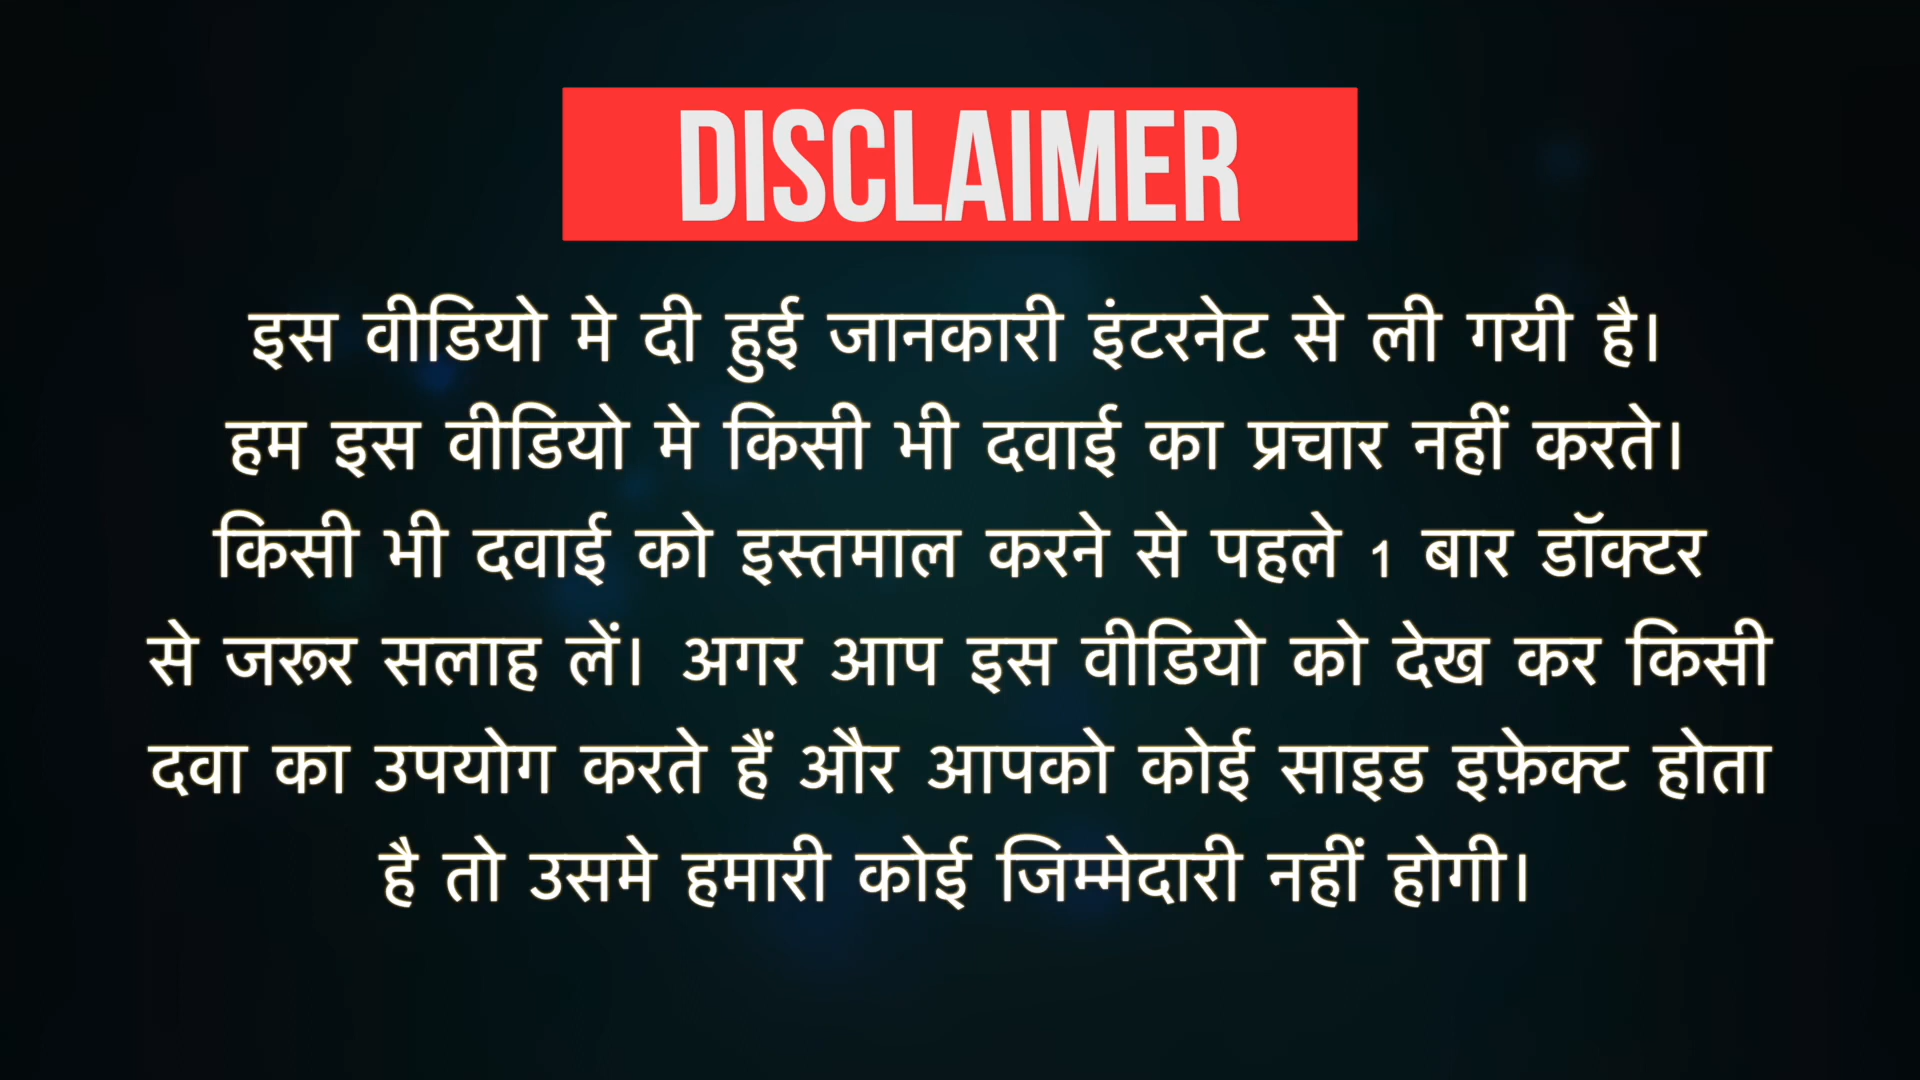 DISCLAIMER
इस वीडियो मे दी हुई जानकारी इंटरनेट से ली गयी है।
हम इस वीडियो मे किसी भी दवाई का प्रचार नहीं करते।
किसी भी दवाई को इस्तमाल करने से पहले 1 बार डॉक्टर
से जरूर सलाह लें। अगर आप इस वीडियो को देख कर किसी
दवा का उपयोग करते हैं और आपको कोई साइड इफ़ेक्ट होता
है तो उसमे हमारी कोई जिम्मेदारी नहीं होगी।